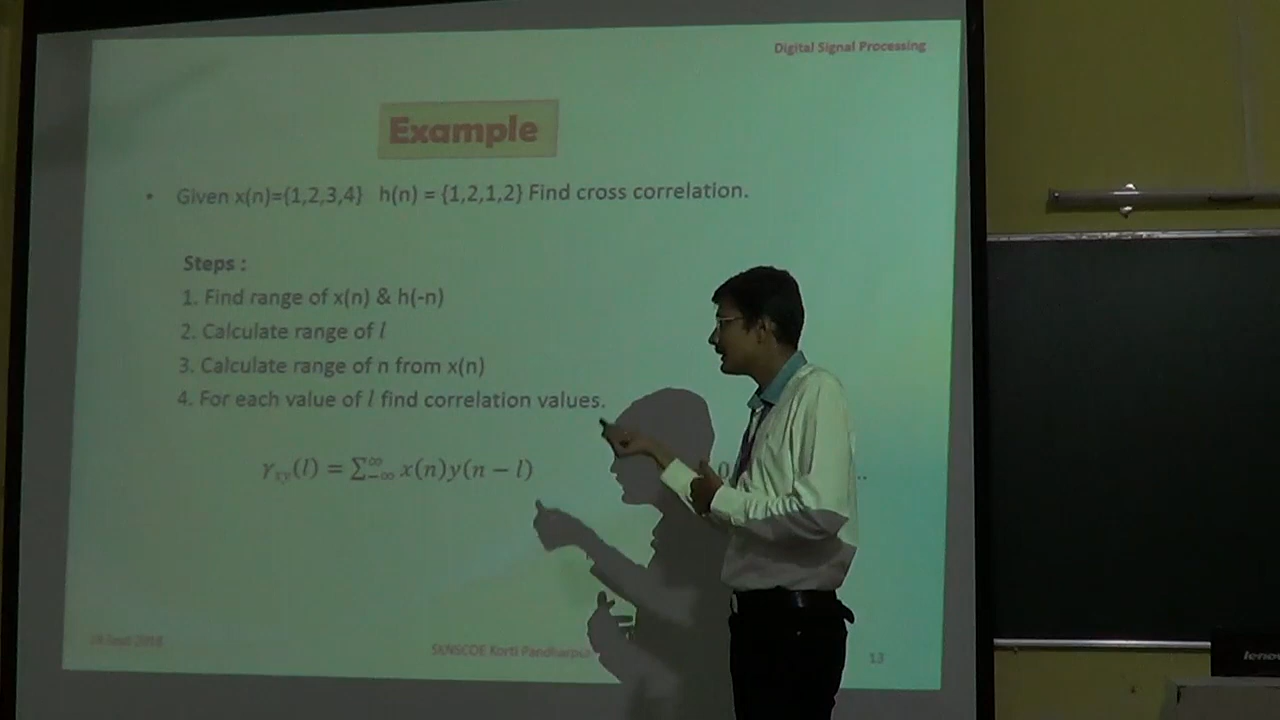 Digital Signal Processing
Example
• Given x(n)={1,2,3,4} h(n) = {1,2,1,2} Find cross correlation.
Steps :
1. Find range of x(n) & h(-n)
2. Calculate range of l
3. Calculate range of n from x(n)
4. For each value of l find correlation values.
γxy(l) = ∑∞−∞ x(n)y(n − l) 0 ..
SKNSCOE Korti Pandharpur
13
lenovo